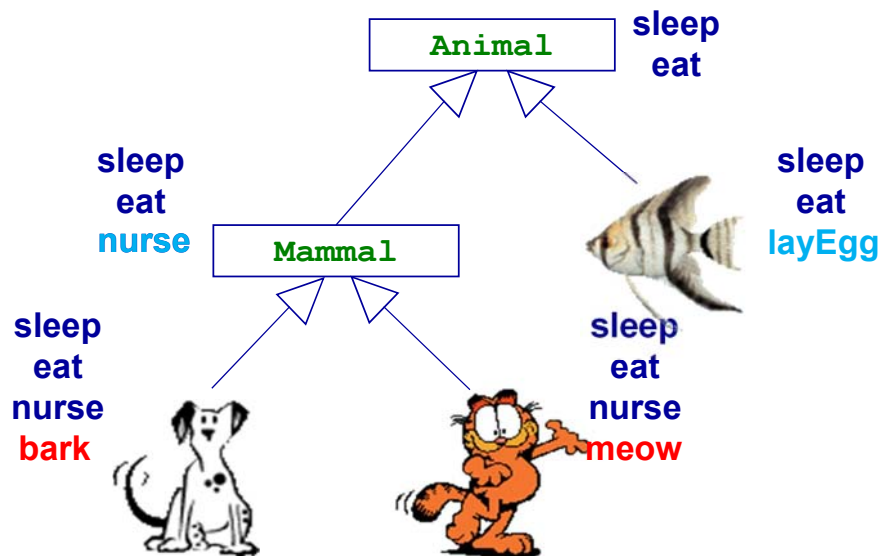 Animal
sleep
eat
sleep
eat
nurse
Mammal
sleep
eat
layEgg
sleep
eat
nurse
bark
sleep
eat
nurse
meow